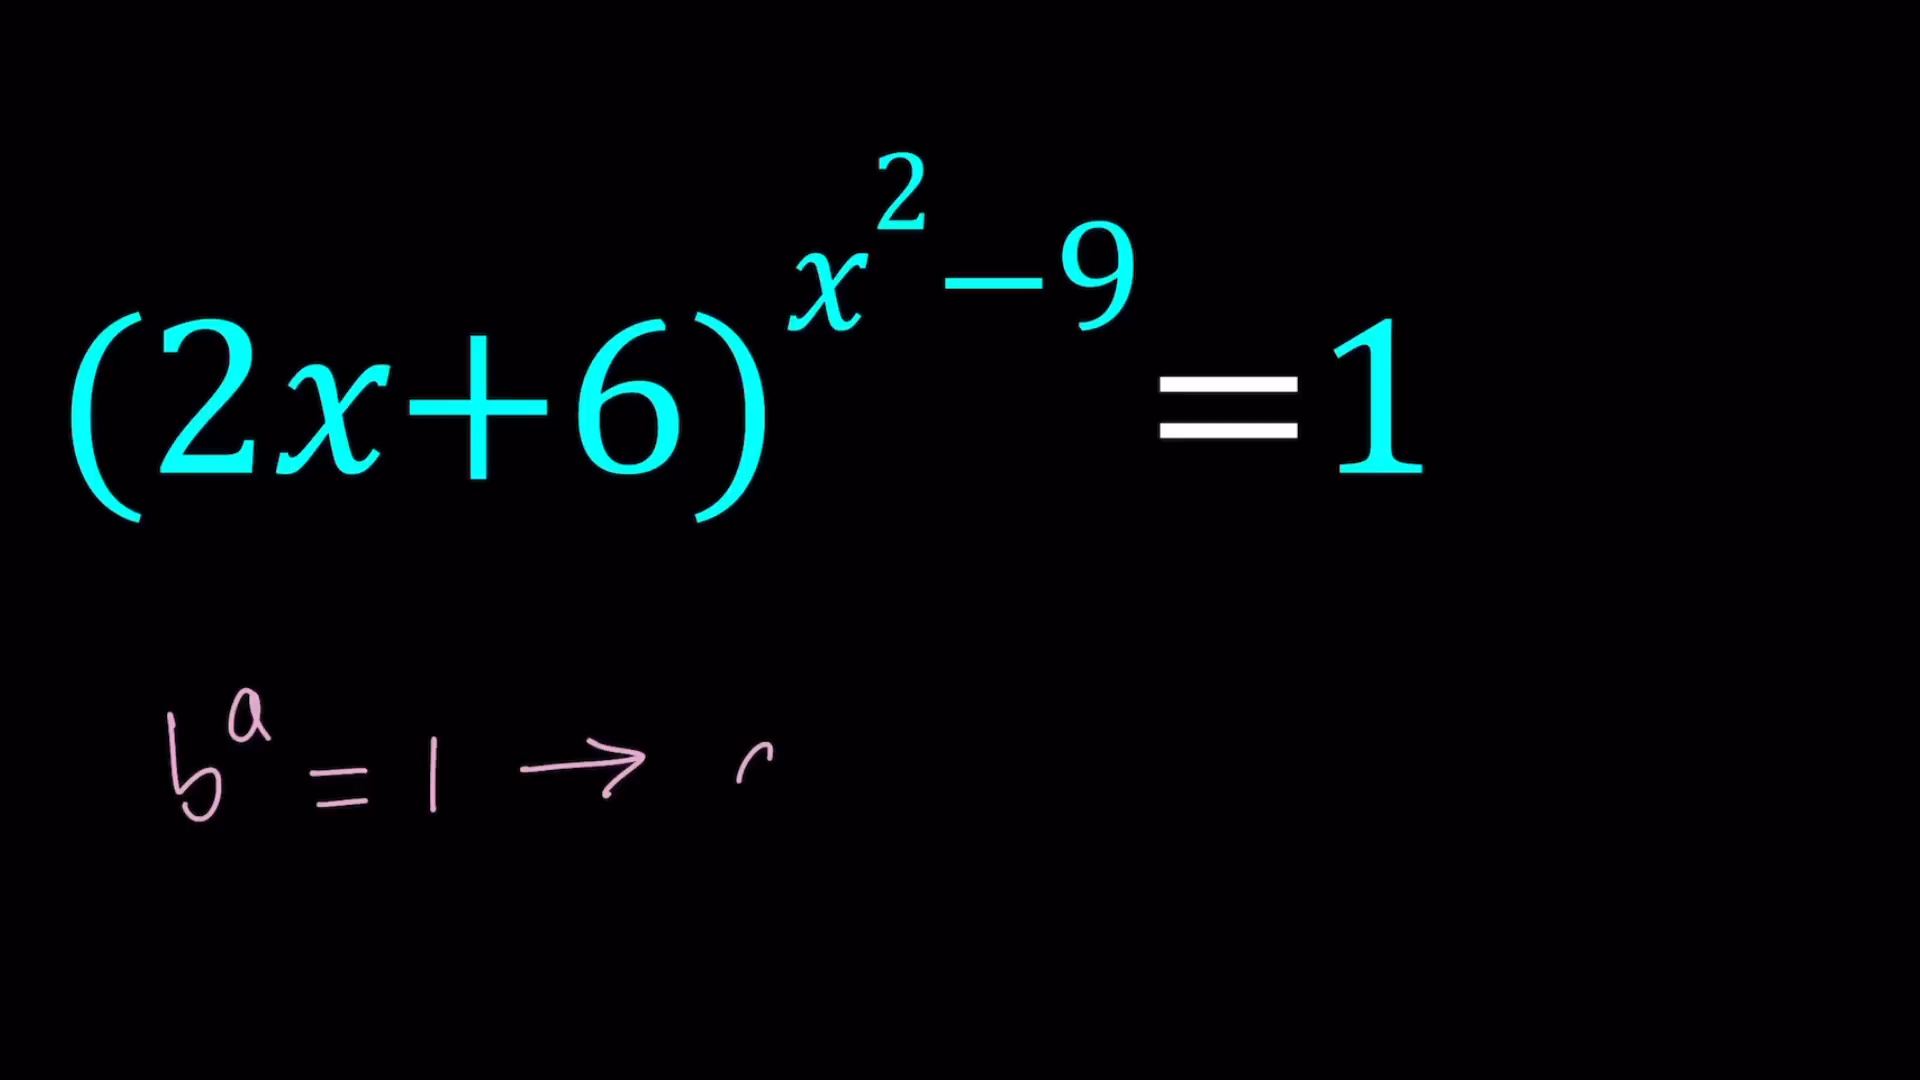 (2x+6)^{x^2-9}=1
b^a = 1 →